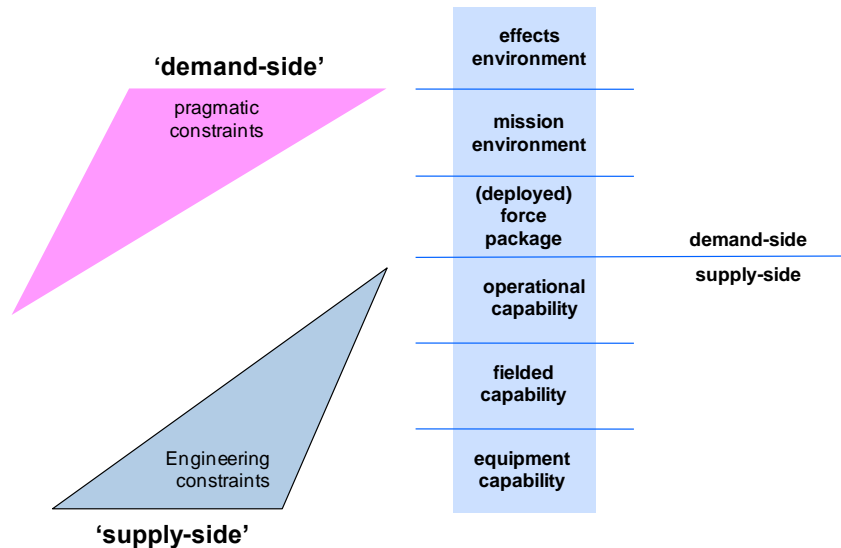 ‘demand-side’
pragmatic
constraints
Engineering
constraints
‘supply-side’
effects
environment
mission
environment
(deployed)
force
package
operational
capability
fielded
capability
equipment
capability
demand-side
supply-side